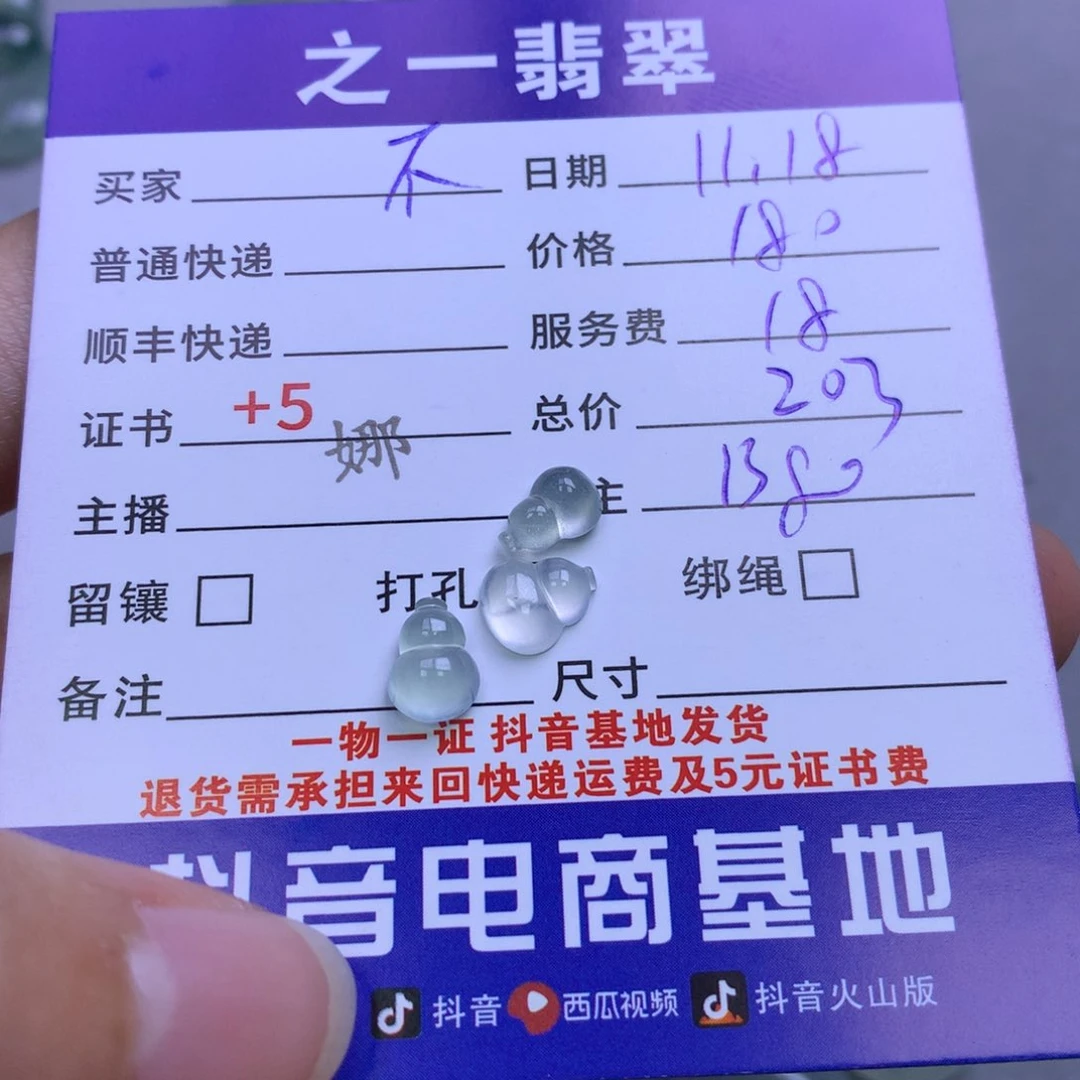 之一翡翠
买家 不 日期 11.18
普通快递 价格 180
顺丰快递 服务费 18
证书 +5 总价 203
主播 娜 主 1380
留镶 打孔 绑绳
备注 尺寸
一物一证 抖音基地发货
退货需承担来回快递运费及5元证书费
抖音电商基地
抖音 西瓜视频 抖音火山版